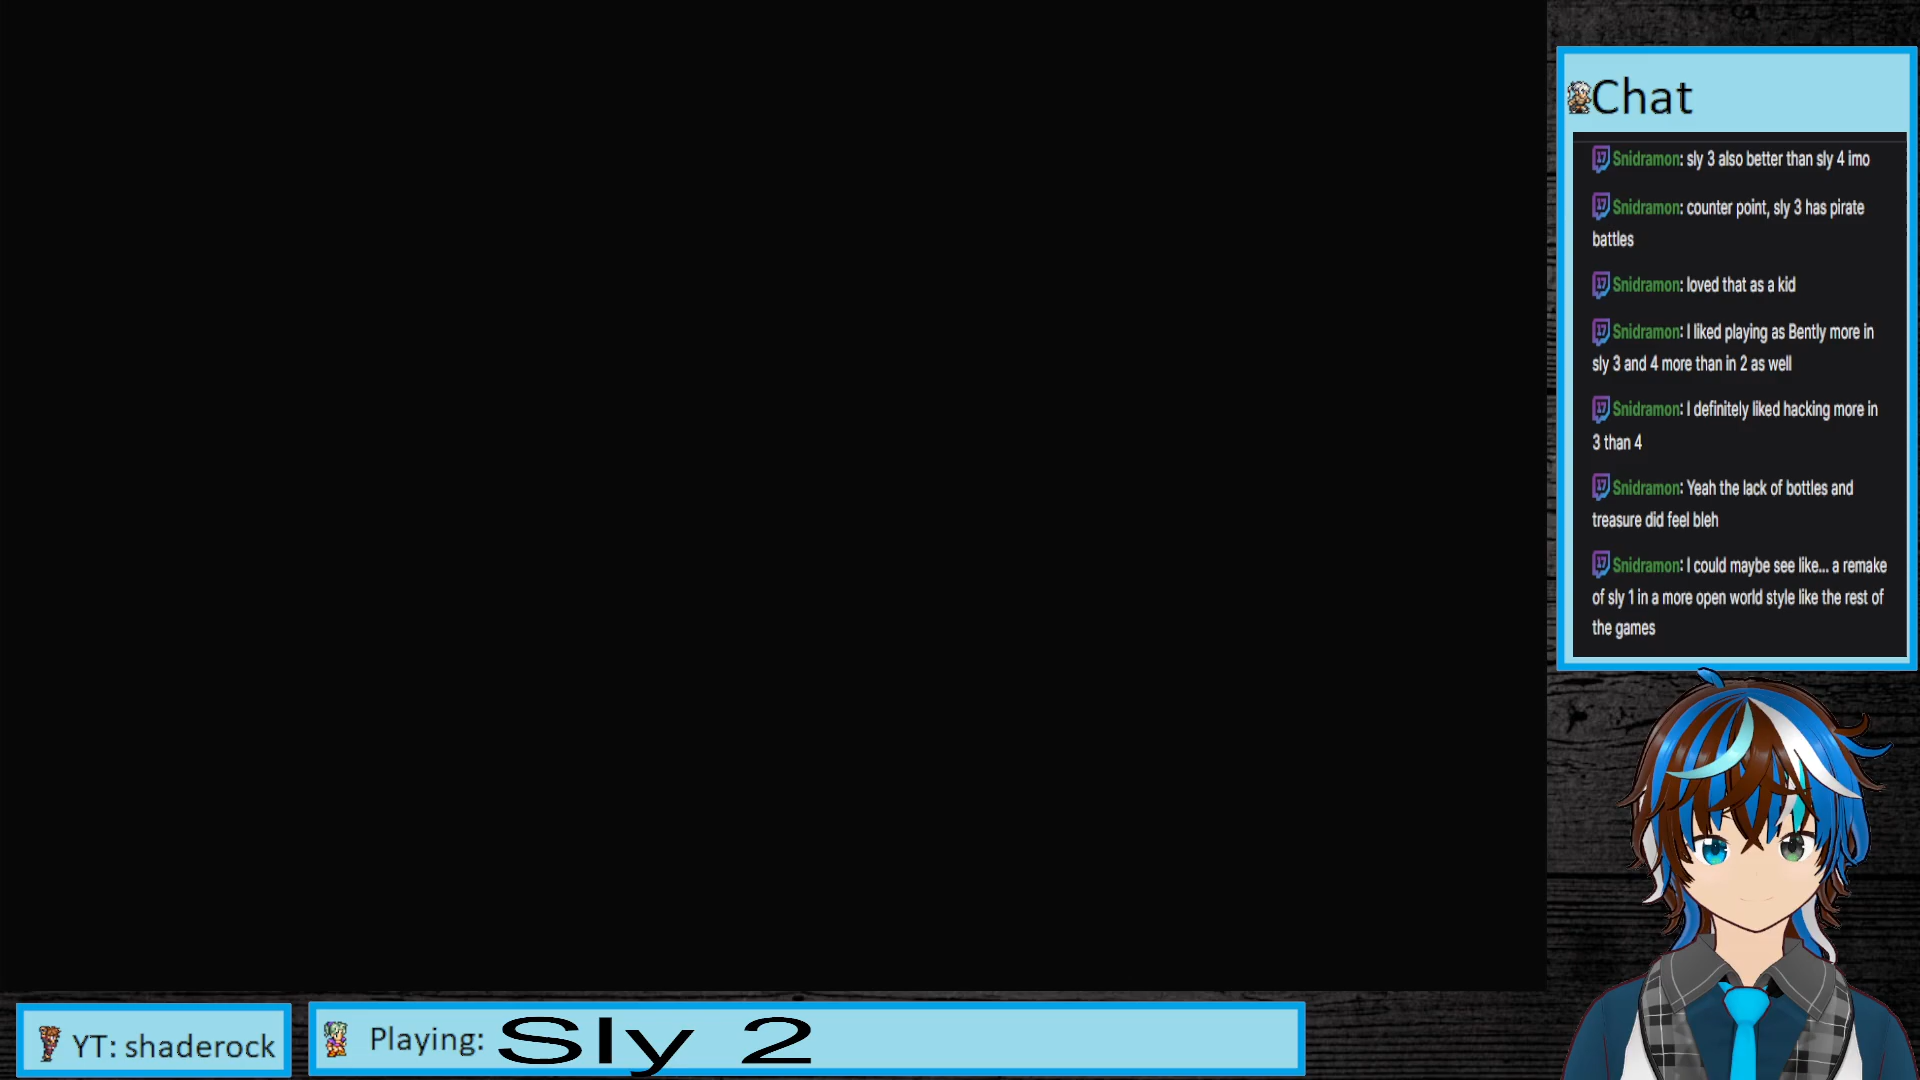 Chat
Snidramon: sly 3 also better than sly 4 imo
Snidramon: counter point, sly 3 has pirate
battles
Snidramon: loved that as a kid
Snidramon: I liked playing as Bently more in
sly 3 and 4 more than in 2 as well
Snidramon: I definitely liked hacking more in
3 than 4
Snidramon: Yeah the lack of bottles and
treasure did feel bleh
Snidramon: I could maybe see like... a remake
of sly 1 in a more open world style like the rest of
the games
YT: shaderock
Playing: Sly 2